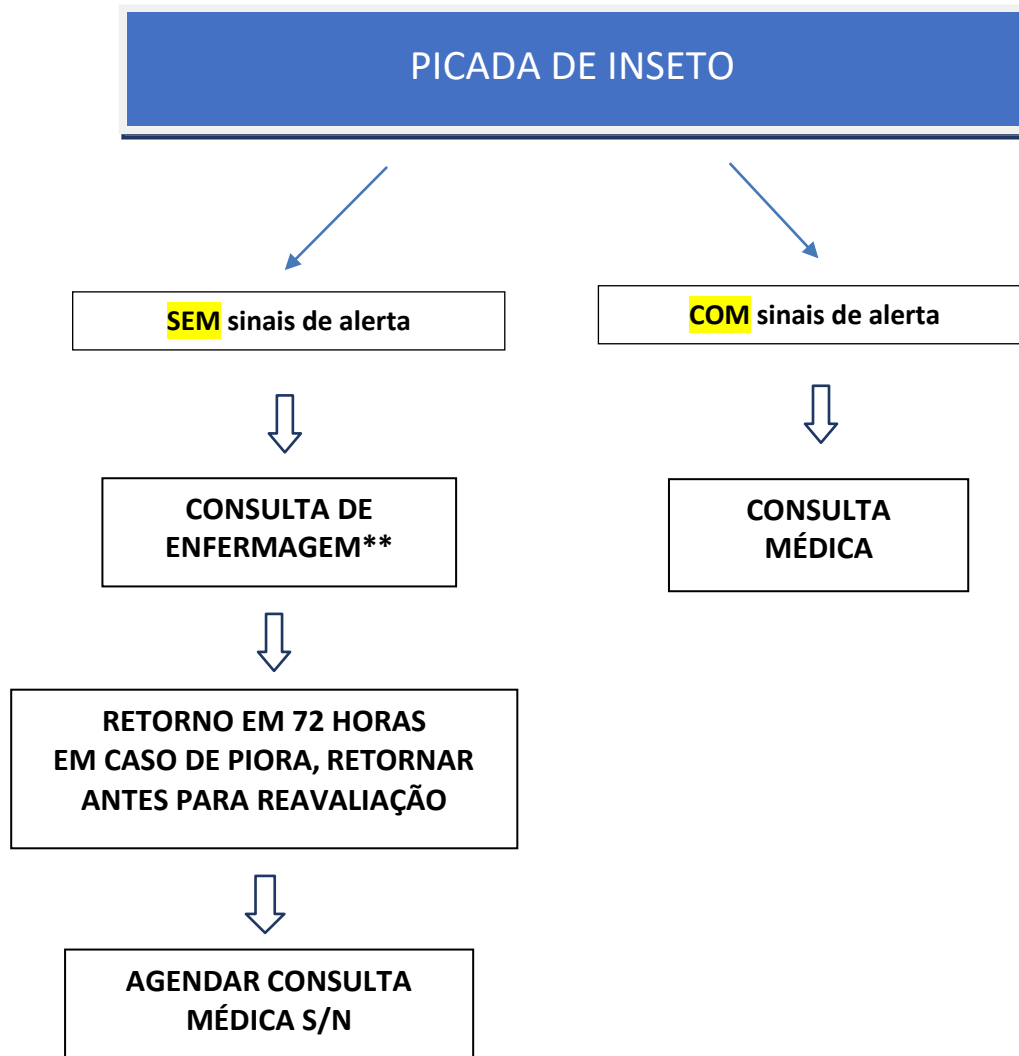 PICADA DE INSETO
SEM sinais de alerta
COM sinais de alerta
CONSULTA DE
ENFERMAGEM**
CONSULTA
MÉDICA
RETORNO EM 72 HORAS
EM CASO DE PIORA, RETORNAR
ANTES PARA REAVALIAÇÃO
AGENDAR CONSULTA
MÉDICA S/N